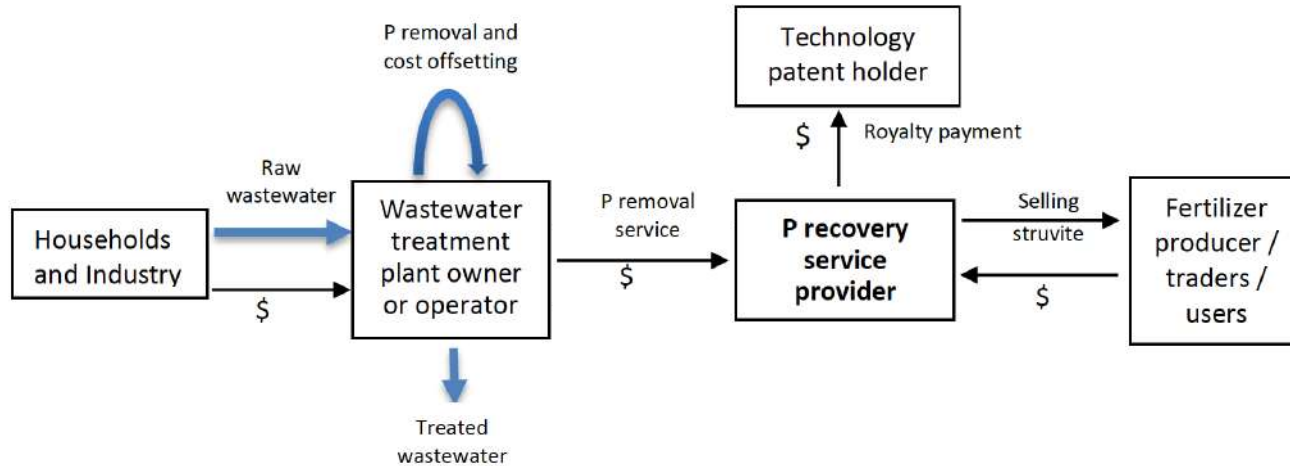 P removal and
cost offsetting
Technology
patent holder
$
Royalty payment
Raw
wastewater
Households
and Industry
$
Wastewater
treatment
plant owner
or operator
P removal
service
$
P recovery
service
provider
Selling
struvite
$
Fertilizer
producer /
traders /
users
Treated
wastewater